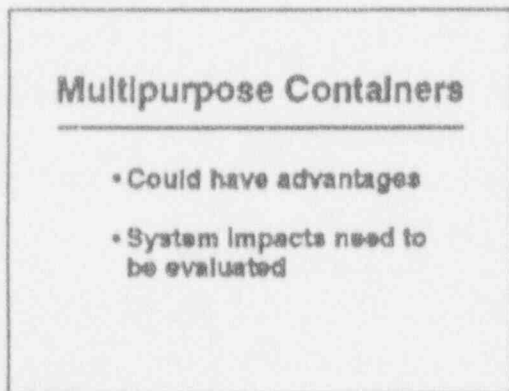 Multipurpose Containers
• Could have advantages
• System impacts need to
be evaluated